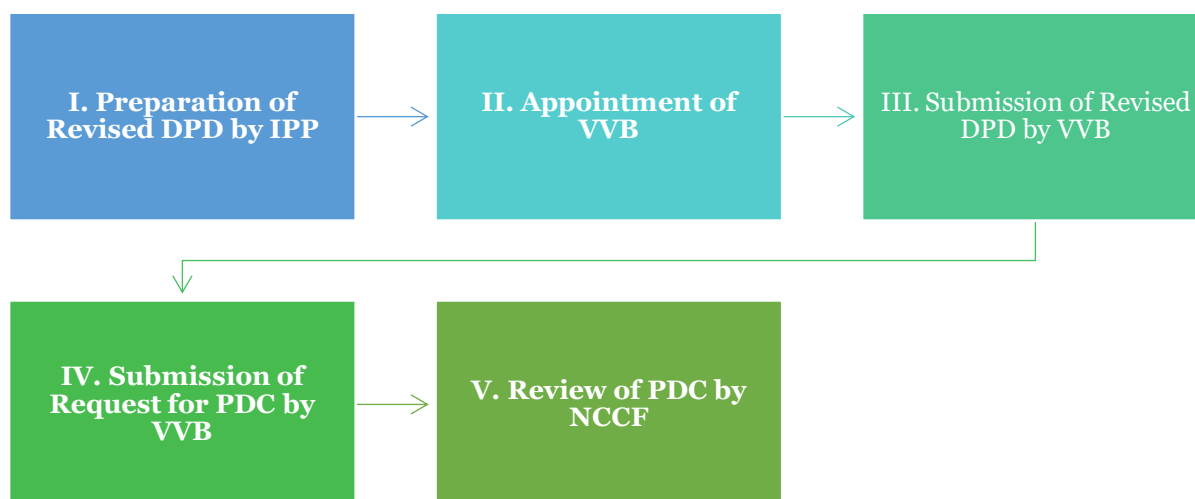 I. Preparation of
Revised DPD by IPP
II. Appointment of
VVB
III. Submission of Revised
DPD by VVB
IV. Submission of
Request for PDC by
VVB
V. Review of PDC by
NCCF